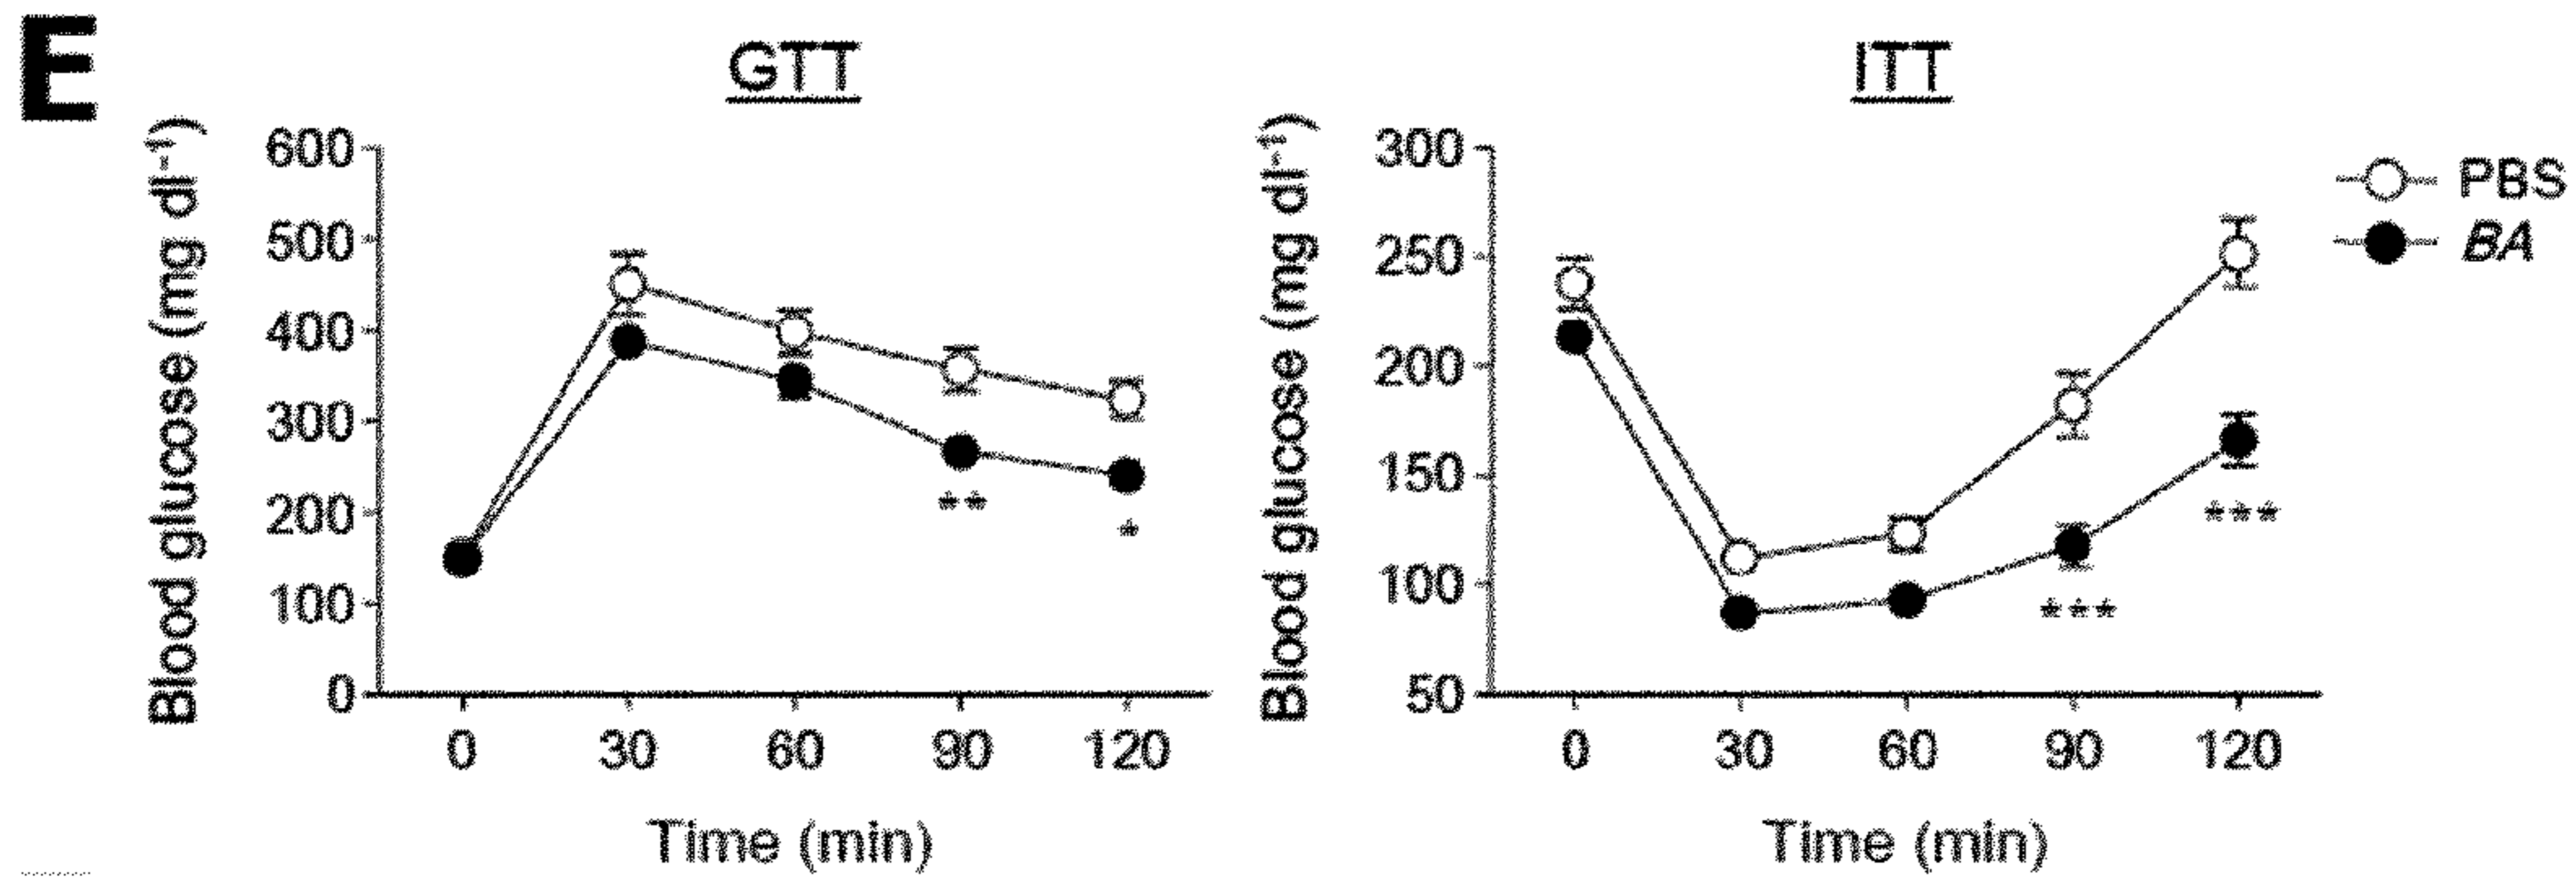 E
GTT
Blood glucose (mg dl⁻¹)
600
500
400
300
200
100
0
**
*
0 30 60 90 120
Time (min)
ITT
Blood glucose (mg dl⁻¹)
300
250
200
150
100
50
***
***
0 30 60 90 120
Time (min)
PBS
BA